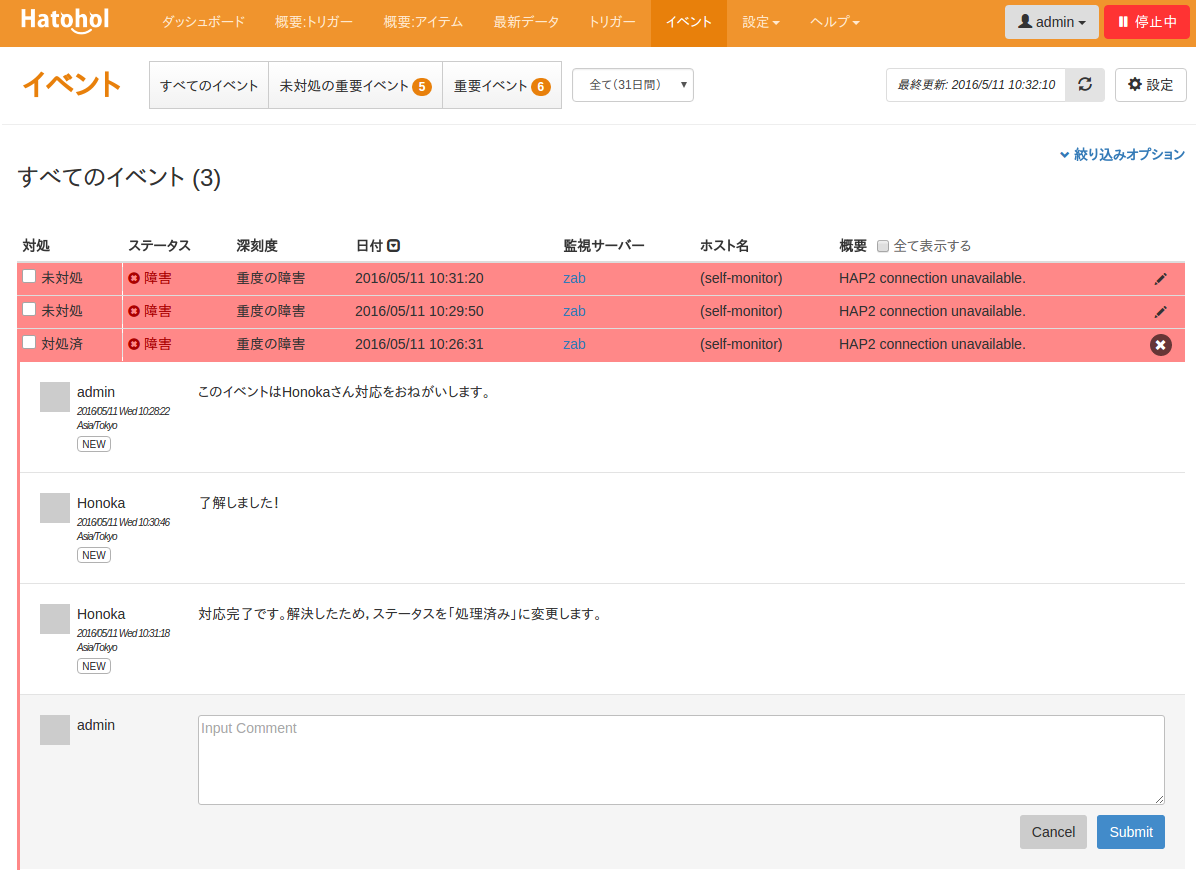 Hatohol ダッシュボード 概要:トリガー 概要:アイテム 最新データ トリガー イベント 設定 ヘルプ admin 停止中
イベント すべてのイベント 未対処の重要イベント 5 重要イベント 6 全て(31日間) 最終更新: 2016/5/11 10:32:10 設定
絞り込みオプション
すべてのイベント (3)
対処 ステータス 深刻度 日付 監視サーバー ホスト名 概要 全て表示する
未対処 障害 重度の障害 2016/05/11 10:31:20 zab (self-monitor) HAP2 connection unavailable.
未対処 障害 重度の障害 2016/05/11 10:29:50 zab (self-monitor) HAP2 connection unavailable.
対処済 障害 重度の障害 2016/05/11 10:26:31 zab (self-monitor) HAP2 connection unavailable.
admin このイベントはHonokaさん対応をおねがいします。
2016/05/11 Wed 10:28:22
Asia/Tokyo
NEW
Honoka 了解しました!
2016/05/11 Wed 10:30:46
Asia/Tokyo
NEW
Honoka 対応完了です。解決したため, ステータスを「処理済み」に変更します。
2016/05/11 Wed 10:31:18
Asia/Tokyo
NEW
admin Input Comment
Cancel Submit